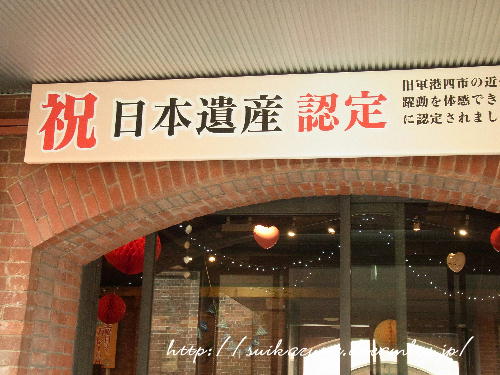 祝 日本遺産 認定
旧軍港四市の近
躍動を体感でき
に認定されまし